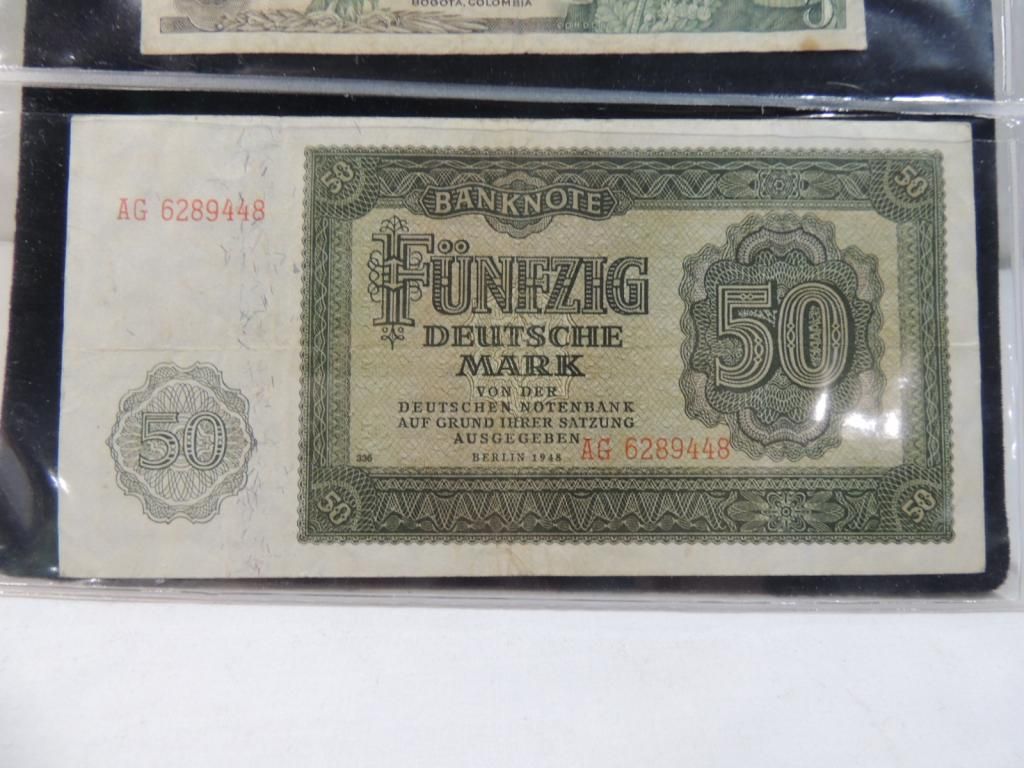 BOGOTA, COLOMBIA
50
50
BANKNOTE
AG 6289448
FÜNFZIG
50
DEUTSCHE
MARK
VON DER
DEUTSCHEN NOTENBANK
AUF GRUND IHRER SATZUNG
AUSGEGEBEN
50
AG 6289448
336
BERLIN 1948
50
50